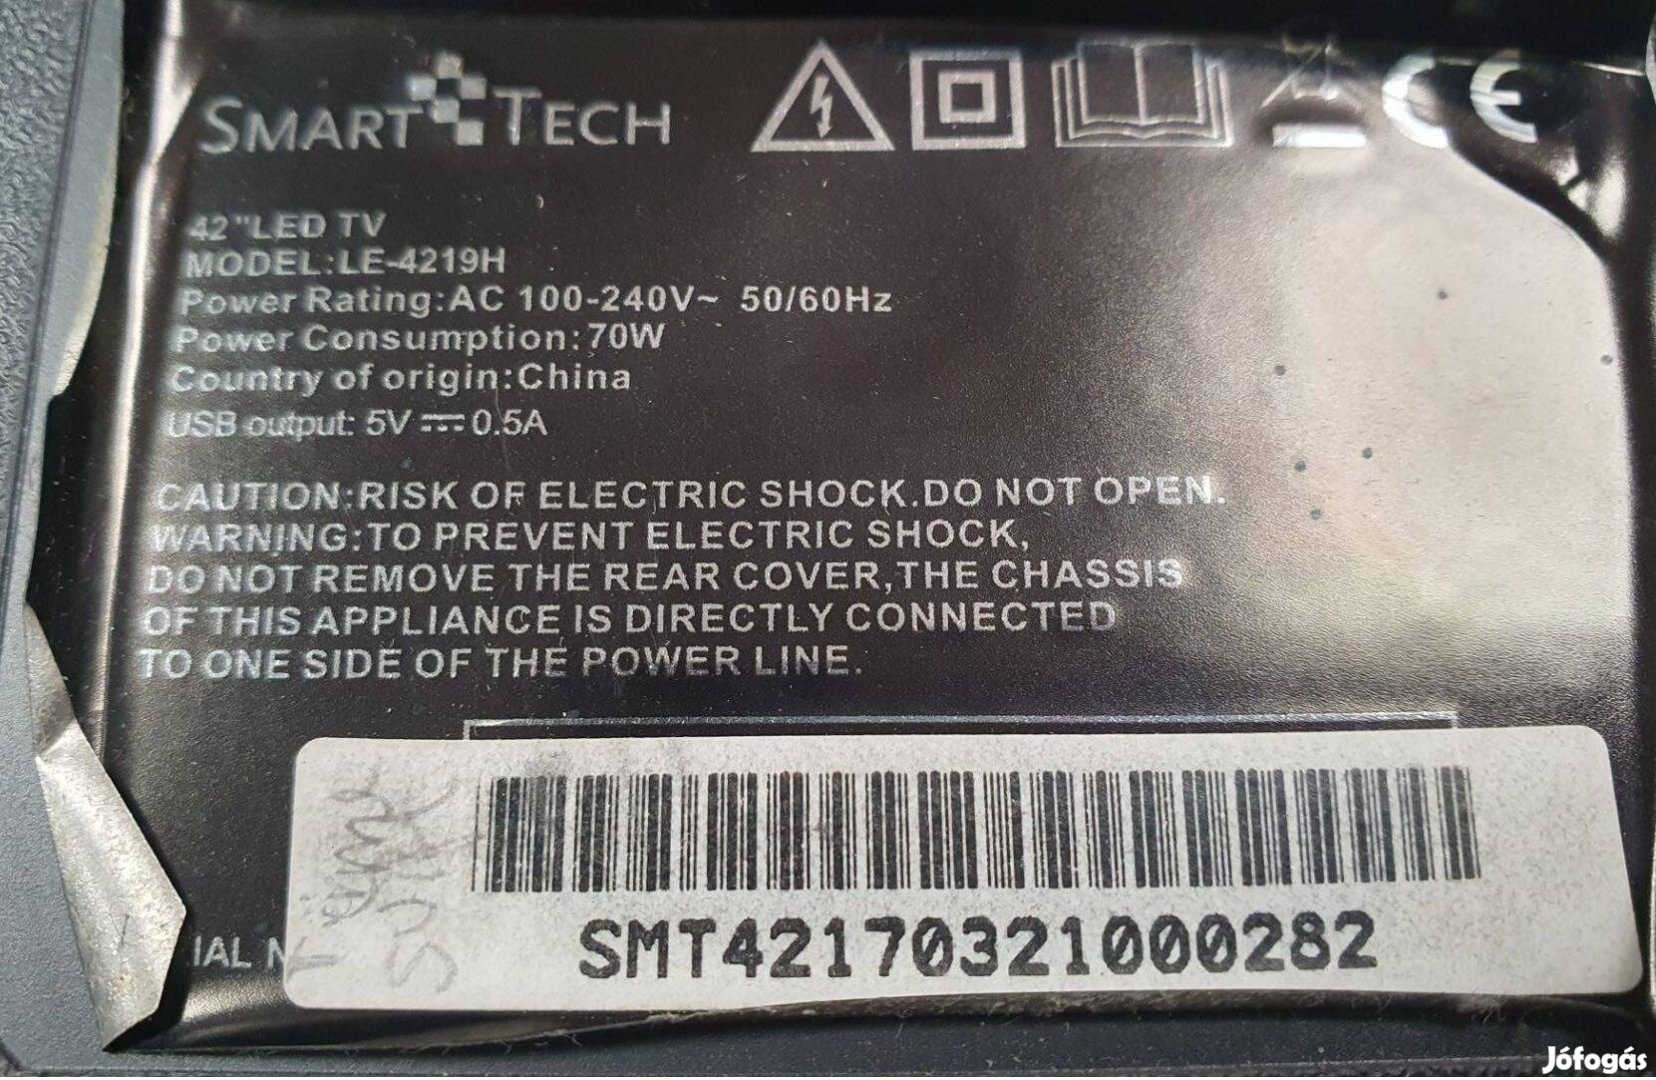 SMART TECH
CE
42"LED TV
MODEL:LE-4219H
Power Rating:AC 100-240V~ 50/60Hz
Power Consumption:70W
Country of origin:China
USB output: 5V ⎓ 0.5A
CAUTION:RISK OF ELECTRIC SHOCK.DO NOT OPEN.
WARNING:TO PREVENT ELECTRIC SHOCK,
DO NOT REMOVE THE REAR COVER,THE CHASSIS
OF THIS APPLIANCE IS DIRECTLY CONNECTED
TO ONE SIDE OF THE POWER LINE.
IAL N
SMT42170321000282
Jófogás